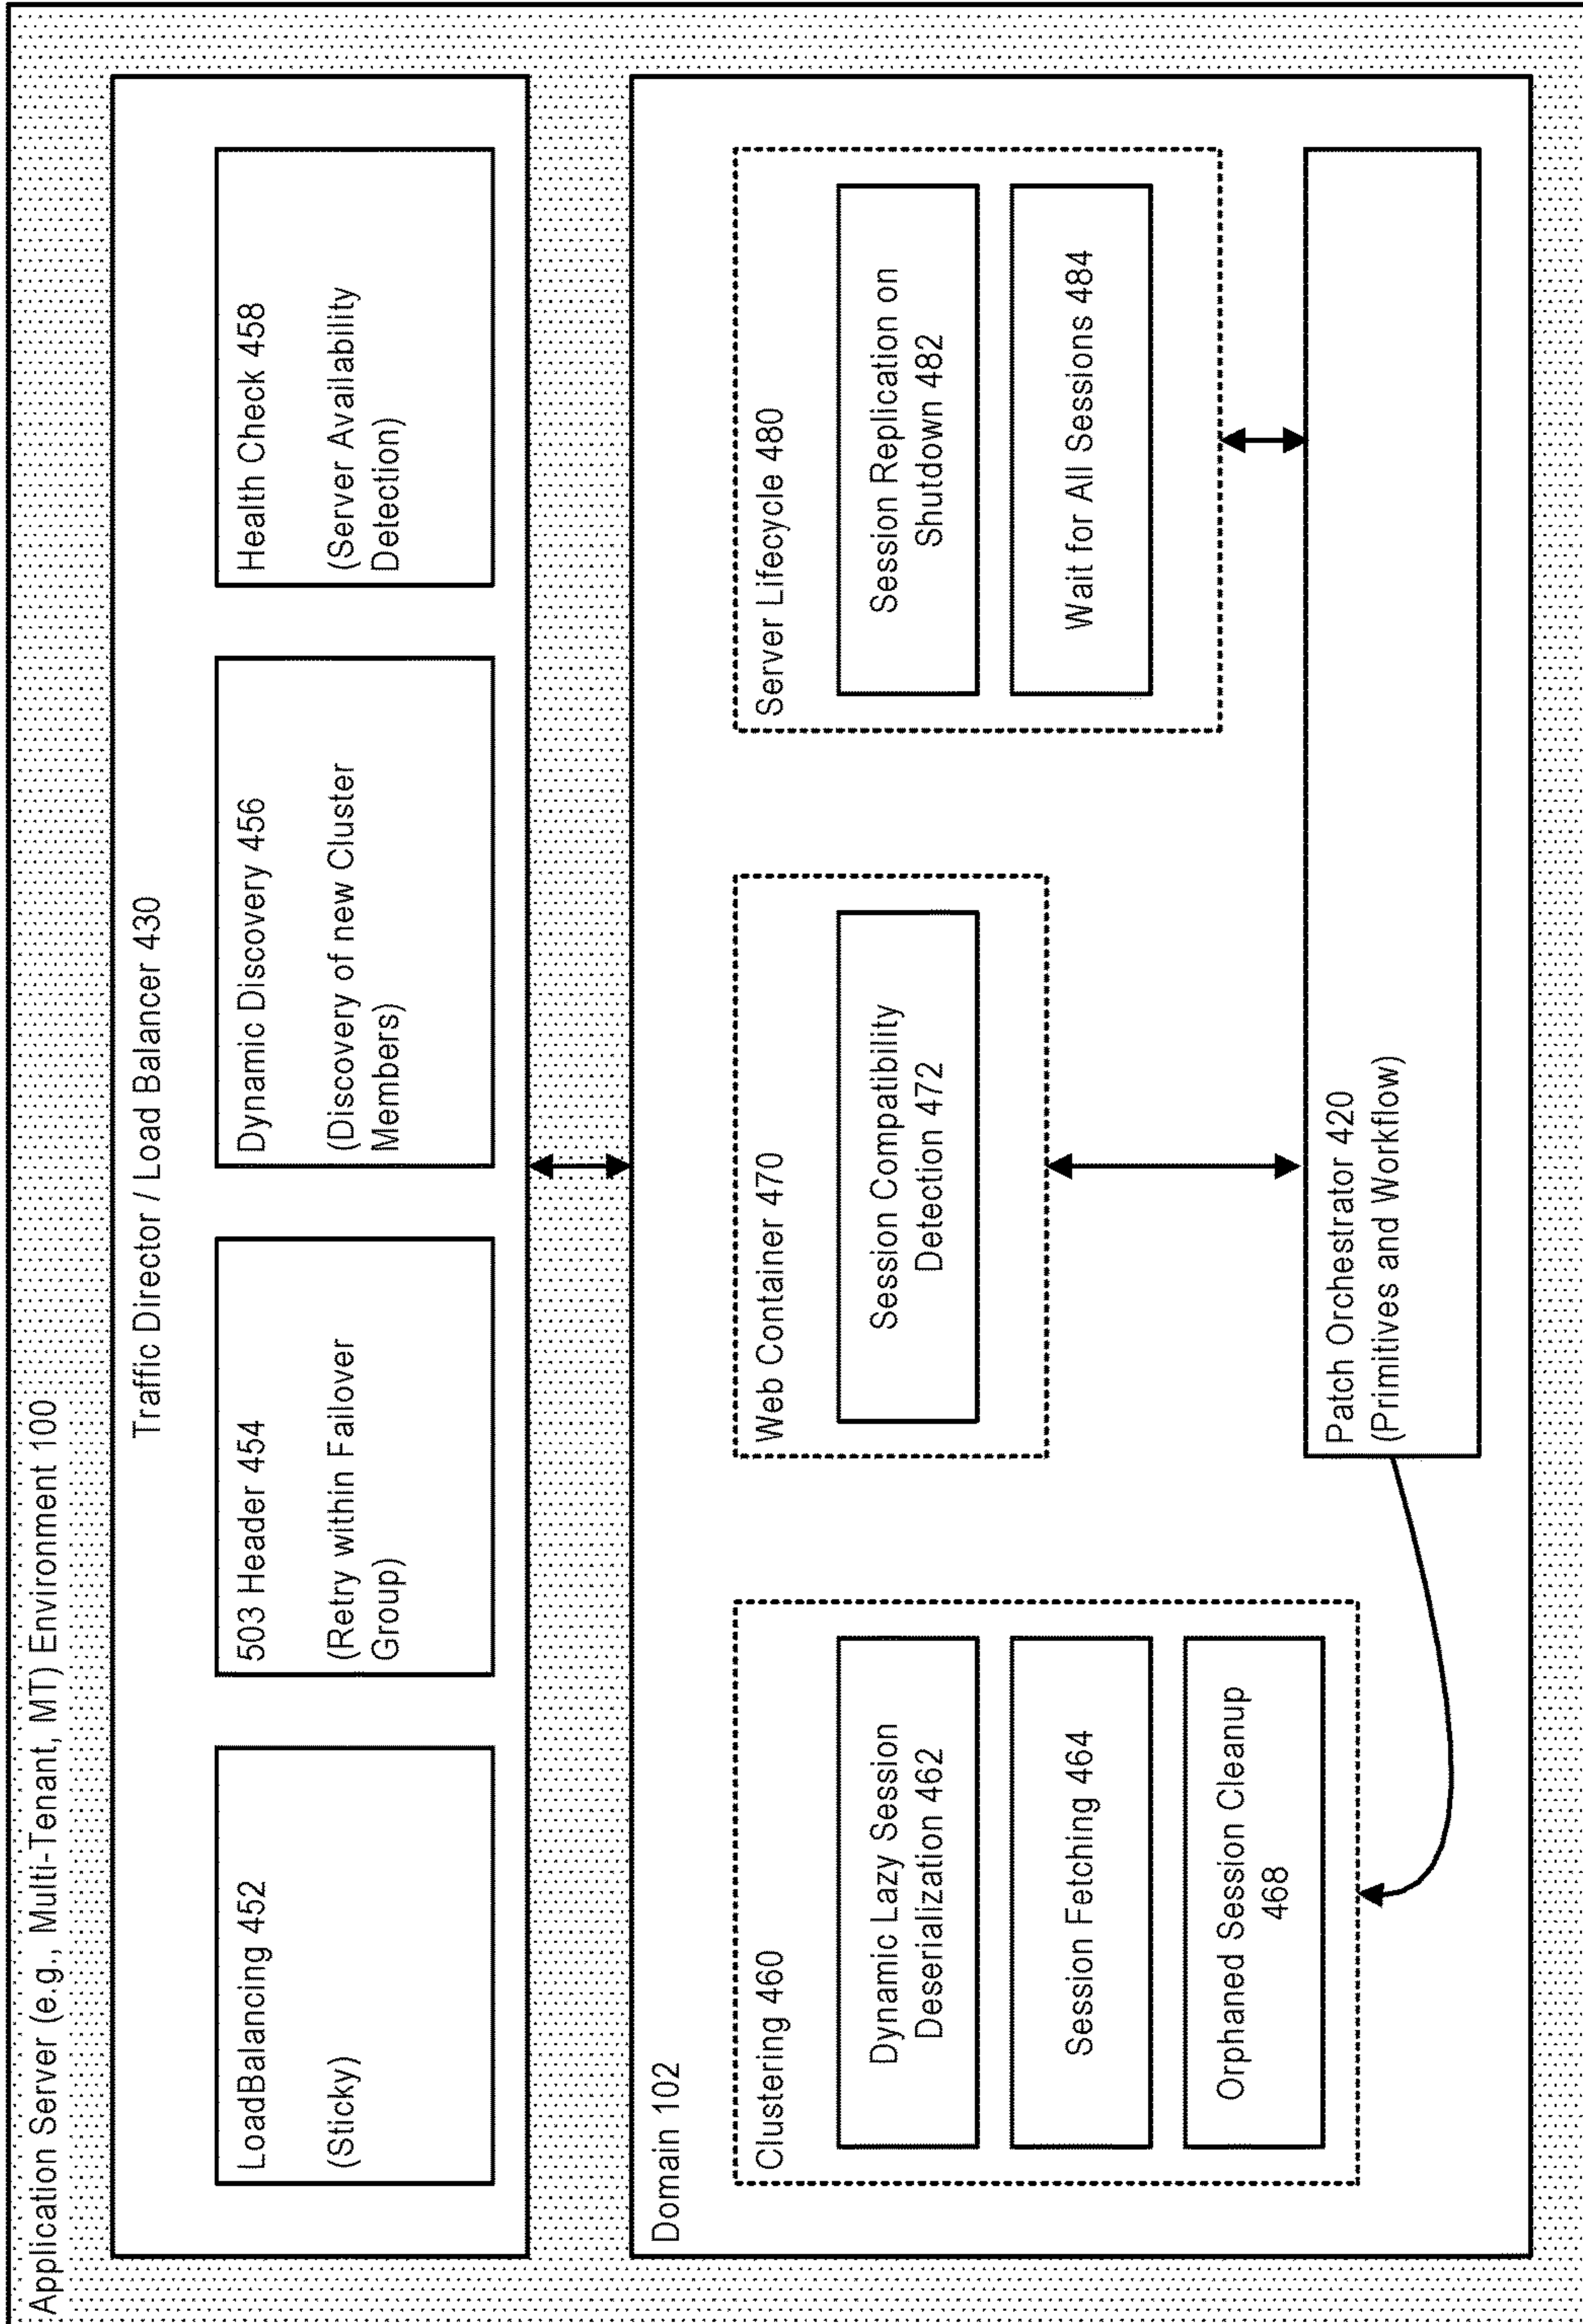 Application Server (e.g., Multi-Tenant, MT) Environment 100
Traffic Director / Load Balancer 430
LoadBalancing 452
(Sticky)
503 Header 454
(Retry within Failover
Group)
Dynamic Discovery 456
(Discovery of new Cluster
Members)
Health Check 458
(Server Availability
Detection)
Domain 102
Clustering 460
Dynamic Lazy Session
Deserialization 462
Session Fetching 464
Orphaned Session Cleanup
468
Web Container 470
Session Compatibility
Detection 472
Server Lifecycle 480
Session Replication on
Shutdown 482
Wait for All Sessions 484
Patch Orchestrator 420
(Primitives and Workflow)